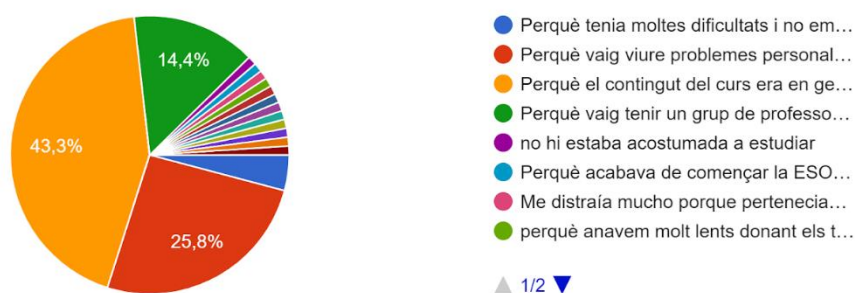 14,4%
43,3%
25,8%
Perquè tenia moltes dificultats i no em…
Perquè vaig viure problemes personal…
Perquè el contingut del curs era en ge…
Perquè vaig tenir un grup de professo…
no hi estaba acostumada a estudiar
Perquè acabava de començar la ESO…
Me distraía mucho porque pertenecia…
perquè anavem molt lents donant els t…
1/2